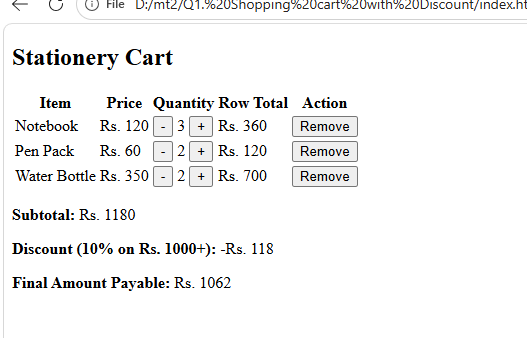 File D:/mt2/Q1.%20Shopping%20cart%20with%20Discount/index.ht
Stationery Cart
Item Price Quantity Row Total Action
Notebook Rs. 120 - 3 + Rs. 360 Remove
Pen Pack Rs. 60 - 2 + Rs. 120 Remove
Water Bottle Rs. 350 - 2 + Rs. 700 Remove
Subtotal: Rs. 1180
Discount (10% on Rs. 1000+): -Rs. 118
Final Amount Payable: Rs. 1062